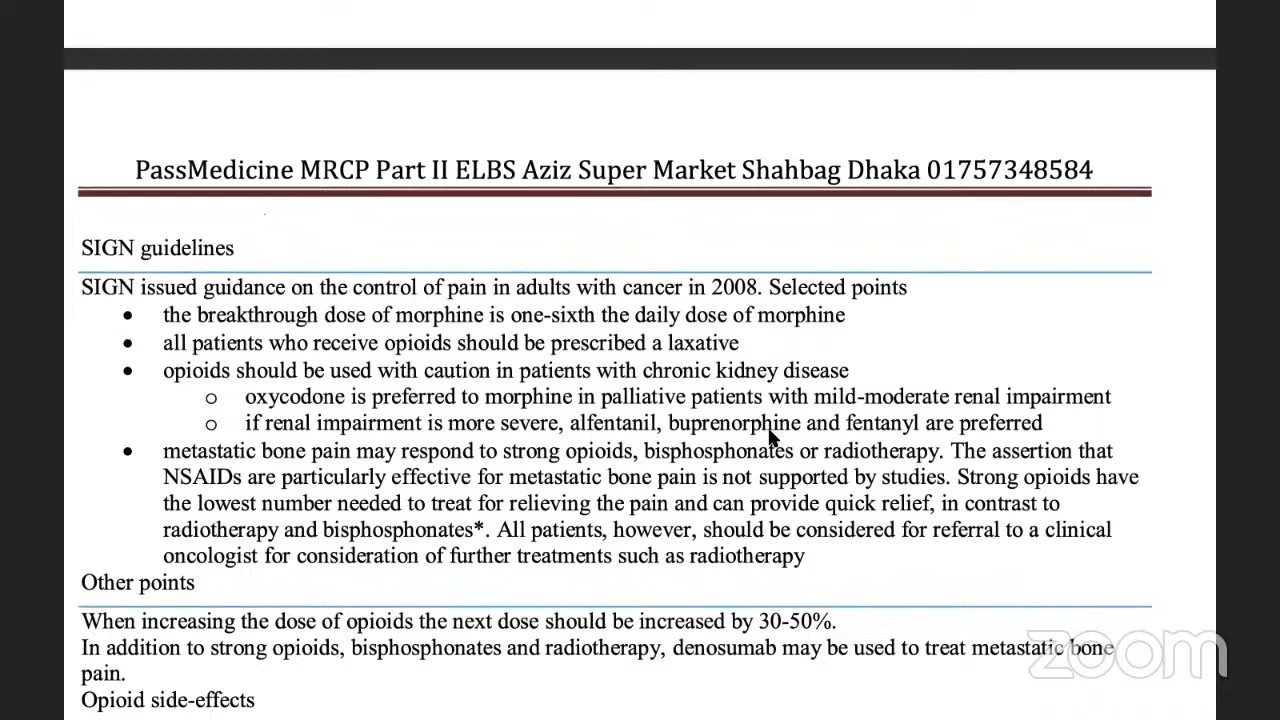 PassMedicine MRCP Part II ELBS Aziz Super Market Shahbag Dhaka 01757348584
SIGN guidelines
SIGN issued guidance on the control of pain in adults with cancer in 2008. Selected points
• the breakthrough dose of morphine is one-sixth the daily dose of morphine
• all patients who receive opioids should be prescribed a laxative
• opioids should be used with caution in patients with chronic kidney disease
o oxycodone is preferred to morphine in palliative patients with mild-moderate renal impairment
o if renal impairment is more severe, alfentanil, buprenorphine and fentanyl are preferred
• metastatic bone pain may respond to strong opioids, bisphosphonates or radiotherapy. The assertion that
NSAIDs are particularly effective for metastatic bone pain is not supported by studies. Strong opioids have
the lowest number needed to treat for relieving the pain and can provide quick relief, in contrast to
radiotherapy and bisphosphonates*. All patients, however, should be considered for referral to a clinical
oncologist for consideration of further treatments such as radiotherapy
Other points
When increasing the dose of opioids the next dose should be increased by 30-50%.
In addition to strong opioids, bisphosphonates and radiotherapy, denosumab may be used to treat metastatic bone
pain.
Opioid side-effects
zoom